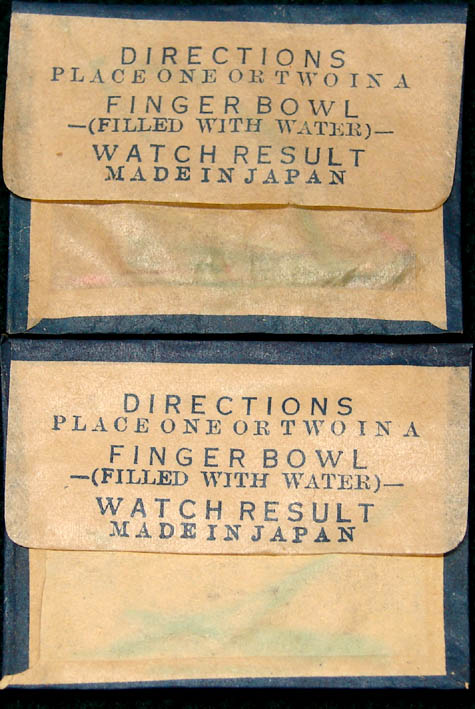 DIRECTIONS
PLACE ONE OR TWO IN A
FINGER BOWL
—(FILLED WITH WATER)—
WATCH RESULT
MADE IN JAPAN
DIRECTIONS
PLACE ONE OR TWO IN A
FINGER BOWL
—(FILLED WITH WATER)—
WATCH RESULT
MADE IN JAPAN